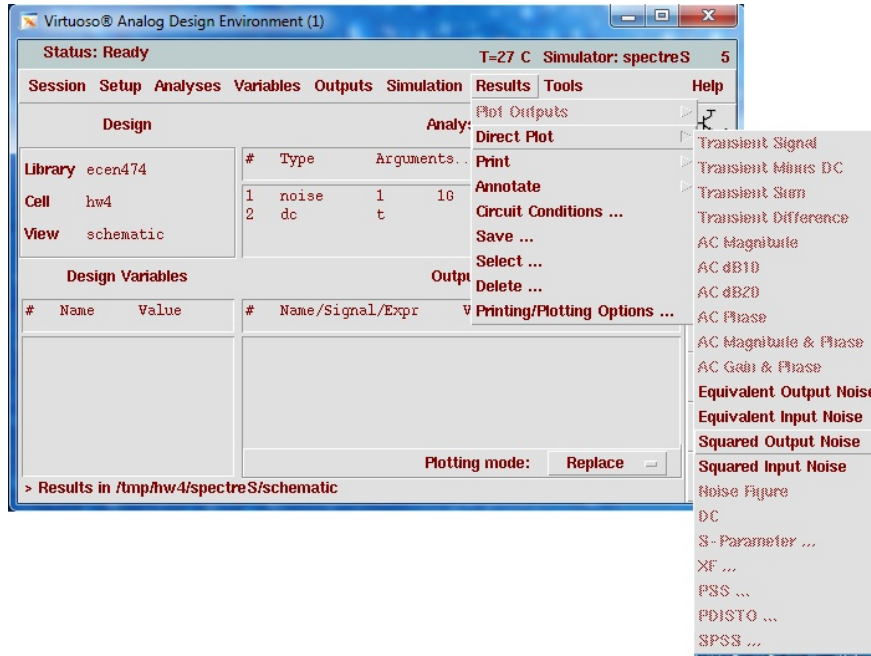 Virtuoso® Analog Design Environment (1)
Status: Ready T=27 C Simulator: spectreS 5
Session Setup Analyses Variables Outputs Simulation Results Tools Help
Design
Library ecen474
Cell hw4
View schematic
# Type Arguments..
1 noise 1 1G
2 dc t
Design Variables
# Name Value
# Name/Signal/Expr
Plotting mode: Replace
> Results in /tmp/hw4/spectreS/schematic
Plot Outputs
Direct Plot
Print
Annotate
Circuit Conditions ...
Save ...
Select ...
Delete ...
Printing/Plotting Options ...
Transient Signal
Transient Minus DC
Transient Sum
Transient Difference
AC Magnitude
AC dB10
AC dB20
AC Phase
AC Magnitude & Phase
AC Gain & Phase
Equivalent Output Noise
Equivalent Input Noise
Squared Output Noise
Squared Input Noise
Noise Figure
DC
S-Parameter ...
XF ...
PSS ...
PDISTO ...
SPSS ...